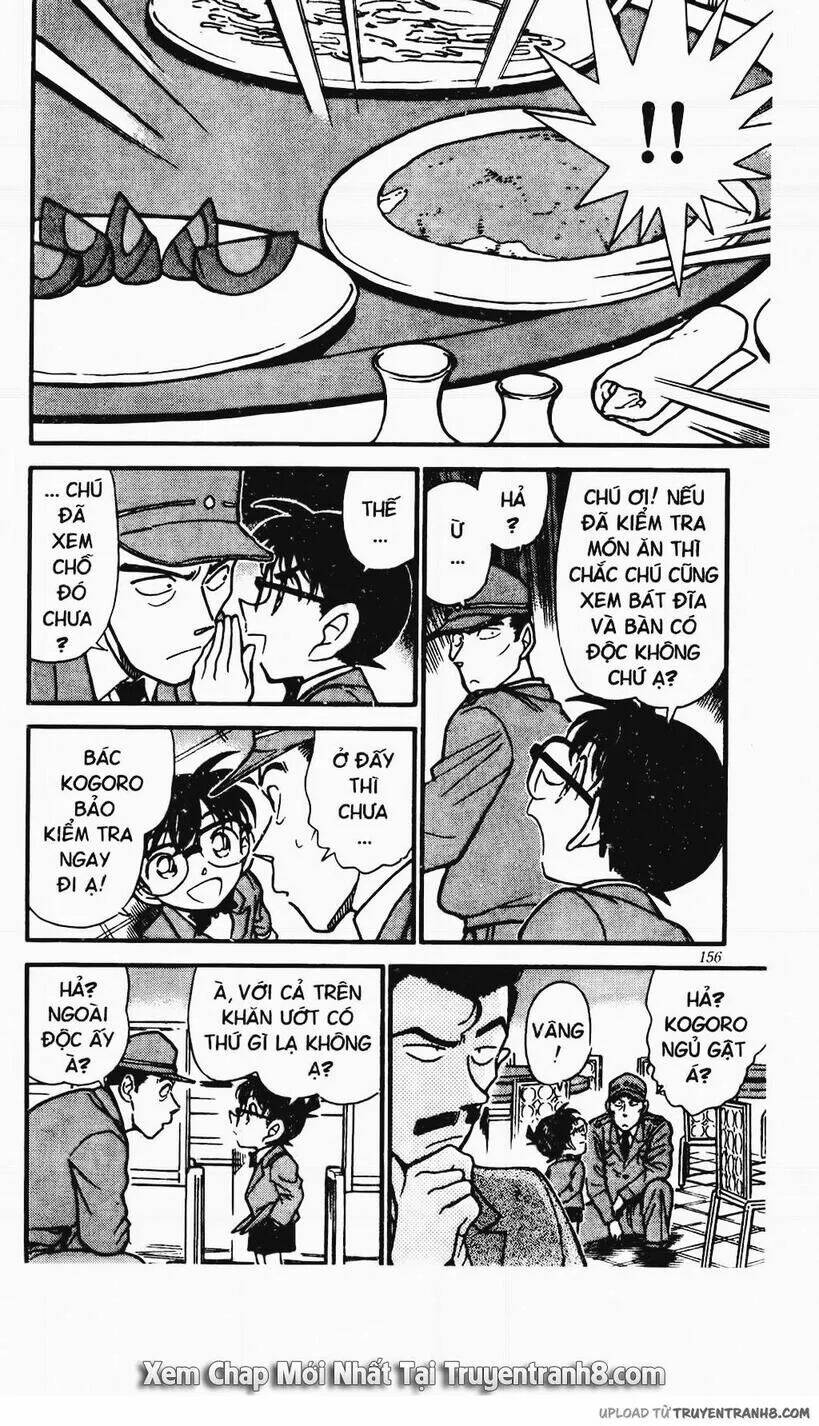 !!
CHÚ ƠI! NẾU
ĐÃ KIỂM TRA
MÓN ĂN THÌ
CHẮC CHÚ CŨNG
XEM BÁT ĐĨA
VÀ BÀN CÓ
ĐỘC KHÔNG
CHỨ Ạ?
HẢ
?
Ừ
...
THẾ
...
... CHÚ
ĐÃ
XEM
CHỖ
ĐÓ
CHƯA
?
Ở ĐẤY
THÌ
CHƯA
...
BÁC
KOGORO
BẢO
KIỂM TRA
NGAY
ĐI Ạ!
156
HẢ?
KOGORO
NGỦ GẬT
Á?
VÂNG
!
À, VỚI CẢ TRÊN
KHĂN ƯỚT CÓ
THỨ GÌ LẠ KHÔNG
Ạ?
HẢ?
NGOÀI
ĐỘC ẤY
À?
Xem Chap Mới Nhất Tại Truyentranh8.com
UPLOAD TỪ TRUYENTRANH8.COM